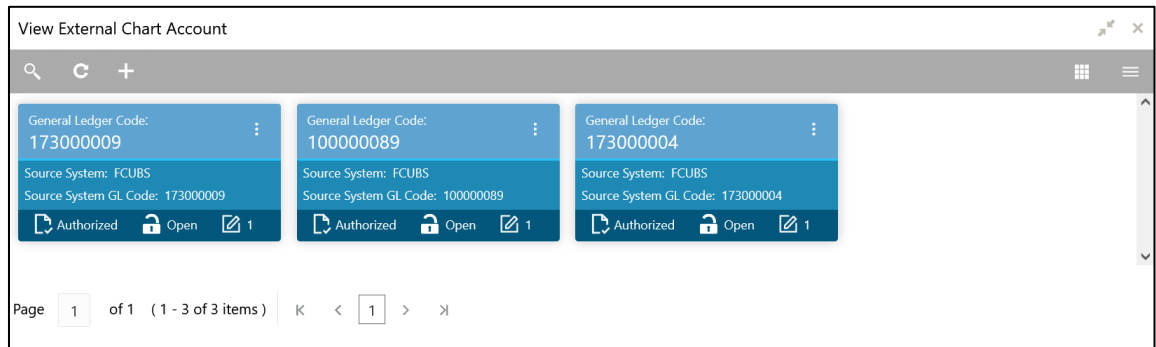 View External Chart Account
General Ledger Code:
173000009
Source System: FCUBS
Source System GL Code: 173000009
Authorized Open 1
General Ledger Code:
100000089
Source System: FCUBS
Source System GL Code: 100000089
Authorized Open 1
General Ledger Code:
173000004
Source System: FCUBS
Source System GL Code: 173000004
Authorized Open 1
Page 1 of 1 ( 1 - 3 of 3 items ) 1